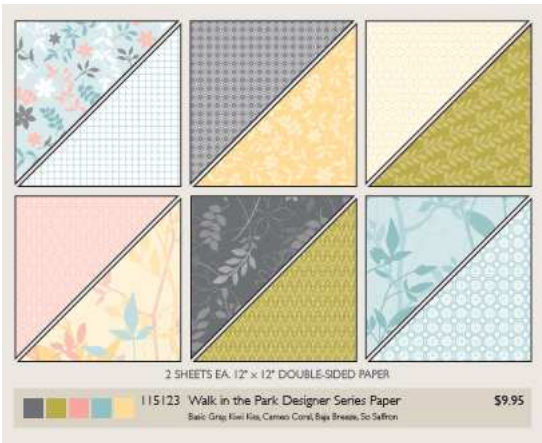 2 SHEETS EA. 12" x 12" DOUBLE-SIDED PAPER
115123 Walk in the Park Designer Series Paper $9.95
Basic Gray, Kiwi Kiss, Cameo Coral, Baja Breeze, So Saffron